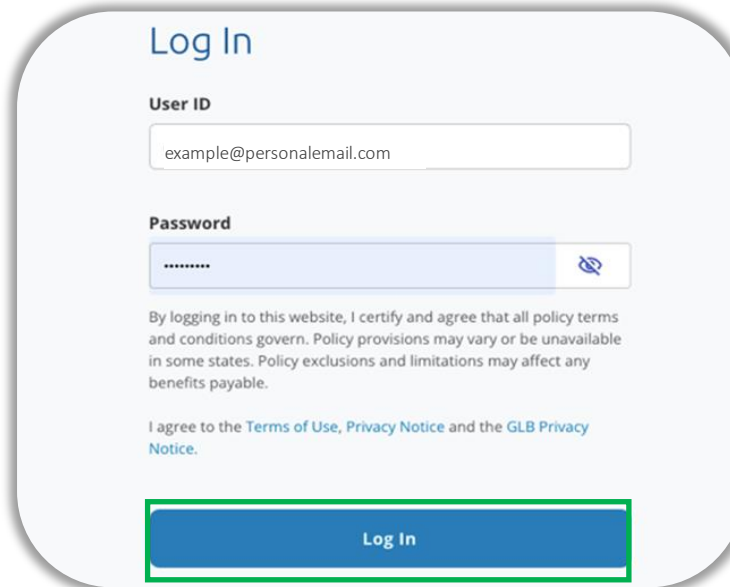 Log In
User ID
example@personalemail.com
Password
•••••••••
By logging in to this website, I certify and agree that all policy terms
and conditions govern. Policy provisions may vary or be unavailable
in some states. Policy exclusions and limitations may affect any
benefits payable.
I agree to the Terms of Use, Privacy Notice and the GLB Privacy
Notice.
Log In